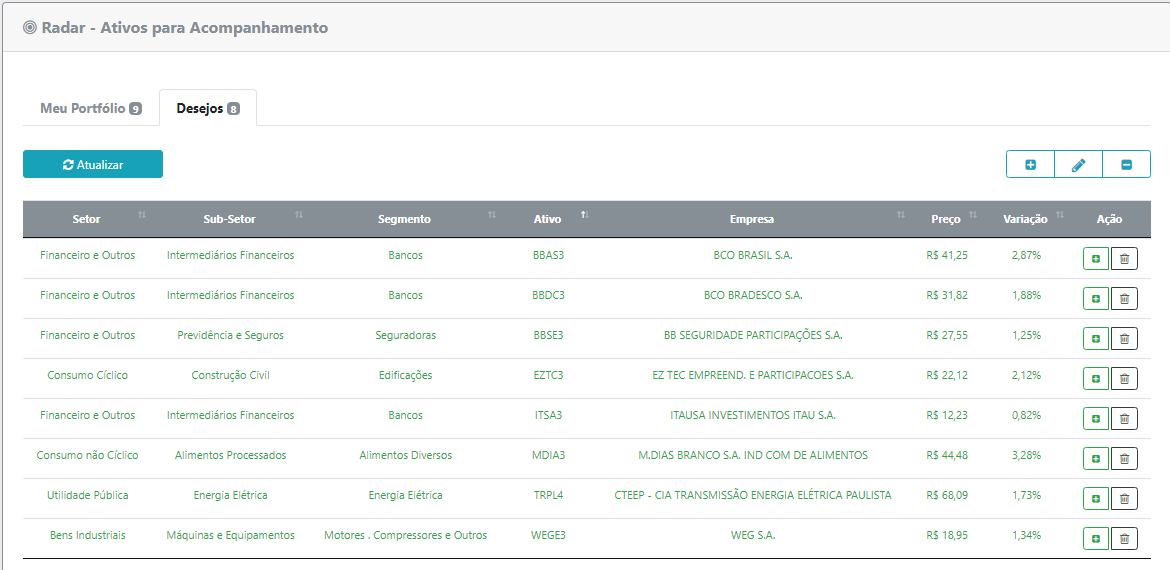 Radar - Ativos para Acompanhamento
Meu Portfólio 9 Desejos 8
Atualizar
Setor Sub-Setor Segmento Ativo Empresa Preço Variação Ação
Financeiro e Outros Intermediários Financeiros Bancos BBAS3 BCO BRASIL S.A. R$ 41,25 2,87%
Financeiro e Outros Intermediários Financeiros Bancos BBDC3 BCO BRADESCO S.A. R$ 31,82 1,88%
Financeiro e Outros Previdência e Seguros Seguradoras BBSE3 BB SEGURIDADE PARTICIPAÇÕES S.A. R$ 27,55 1,25%
Consumo Cíclico Construção Civil Edificações EZTC3 EZ TEC EMPREEND. E PARTICIPACOES S.A. R$ 22,12 2,12%
Financeiro e Outros Intermediários Financeiros Bancos ITSA3 ITAUSA INVESTIMENTOS ITAU S.A. R$ 12,23 0,82%
Consumo não Cíclico Alimentos Processados Alimentos Diversos MDIA3 M.DIAS BRANCO S.A. IND COM DE ALIMENTOS R$ 44,48 3,28%
Utilidade Pública Energia Elétrica Energia Elétrica TRPL4 CTEEP - CIA TRANSMISSÃO ENERGIA ELÉTRICA PAULISTA R$ 68,09 1,73%
Bens Industriais Máquinas e Equipamentos Motores . Compressores e Outros WEGE3 WEG S.A. R$ 18,95 1,34%